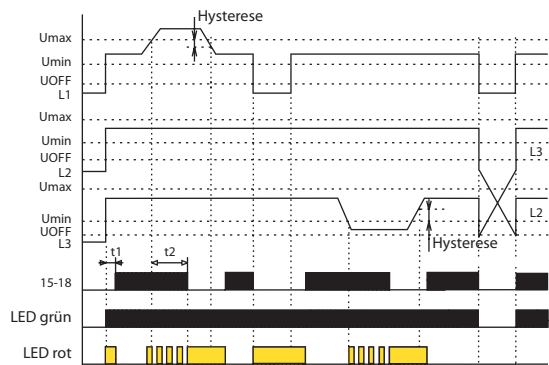 Hysterese
Umax
Umin
UOFF
L1
Umax
Umin
UOFF
L2
L3
Umax
Umin
UOFF
L3
L2
Hysterese
t1
t2
15-18
LED grün
LED rot